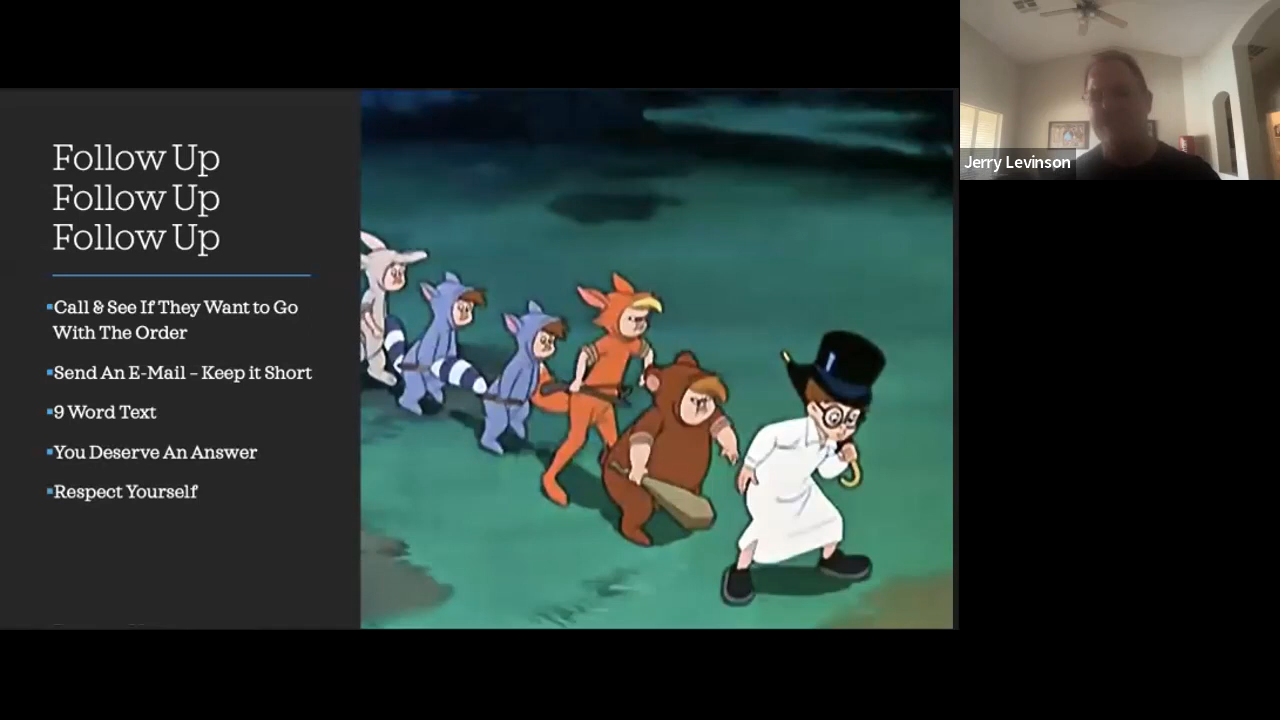 Follow Up
Follow Up
Follow Up
Call & See If They Want to Go
With The Order
Send An E-Mail – Keep it Short
9 Word Text
You Deserve An Answer
Respect Yourself
Jerry Levinson